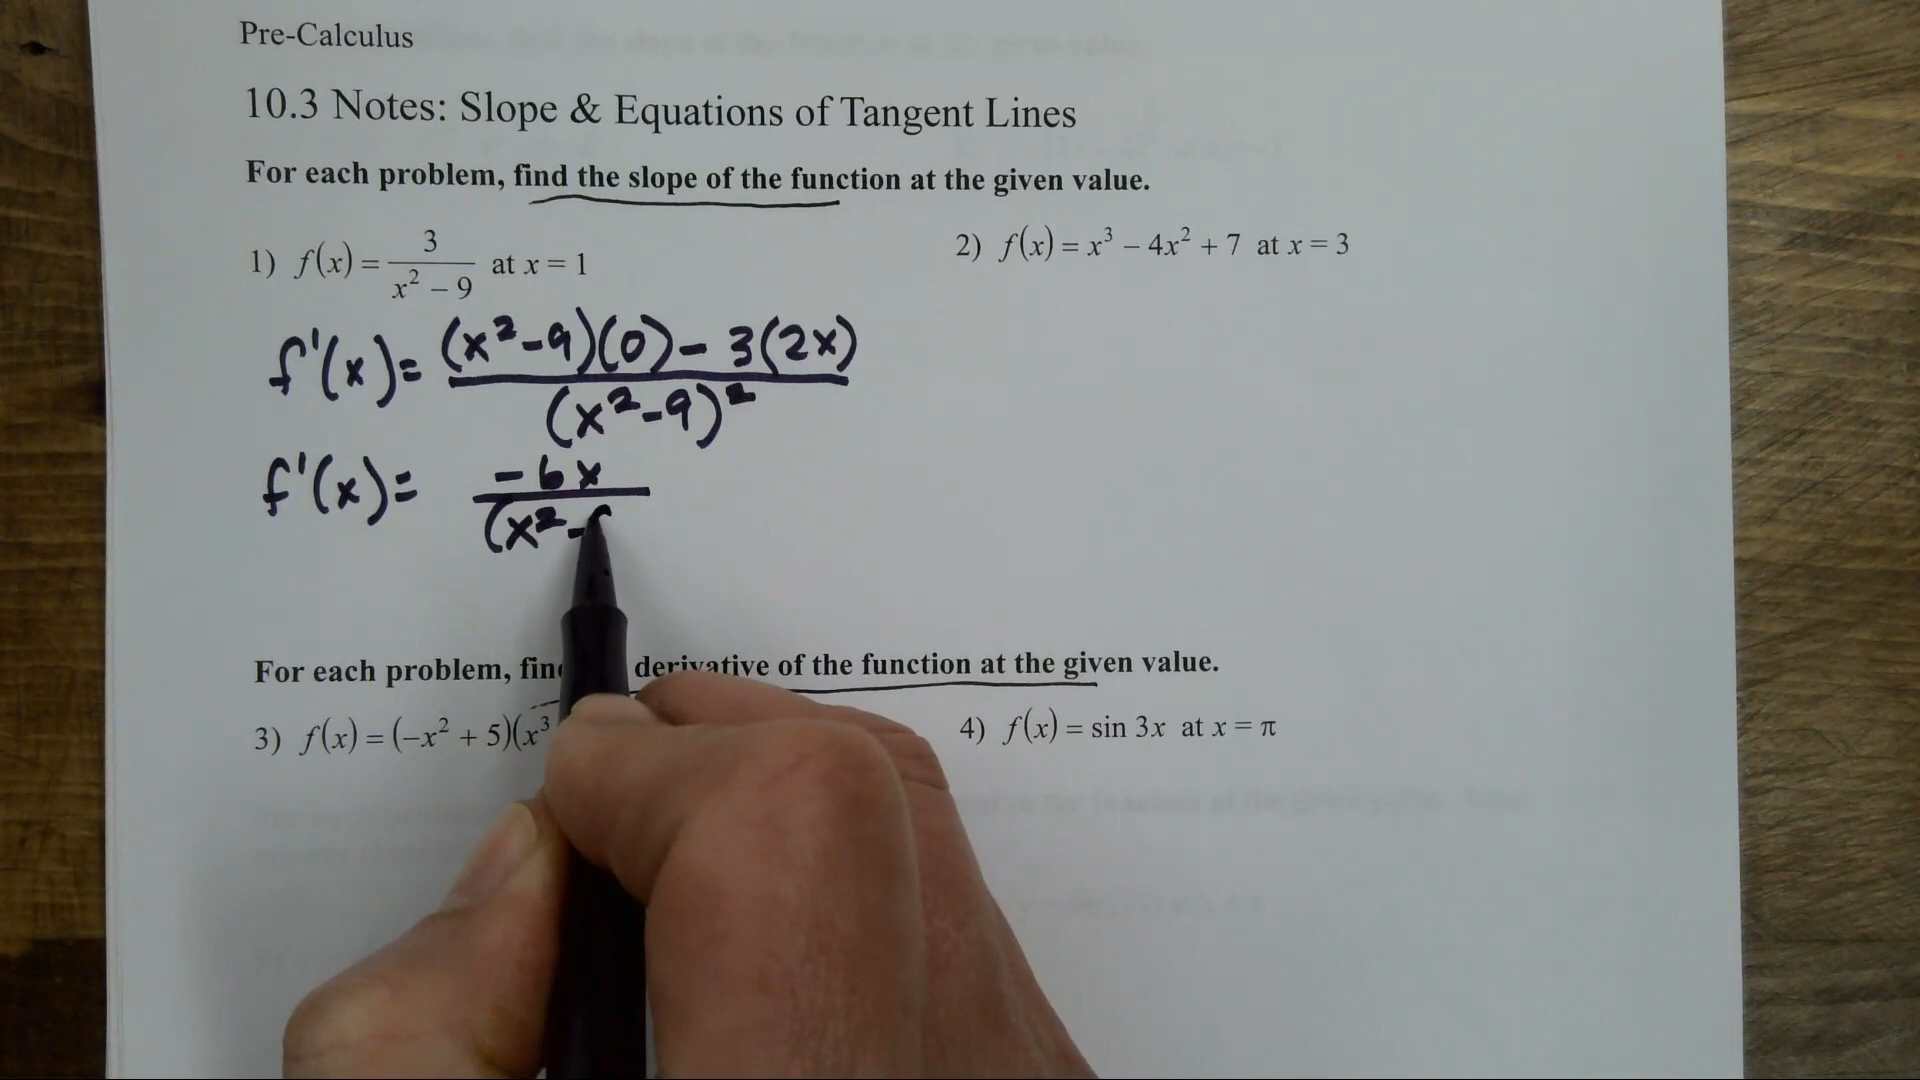 Pre-Calculus
10.3 Notes: Slope & Equations of Tangent Lines
For each problem, find the slope of the function at the given value.
1) f(x) = 3/(x² − 9) at x = 1
2) f(x) = x³ − 4x² + 7 at x = 3
f'(x) = (x²-9)(0) - 3(2x) / (x²-9)²
f'(x) = -6x / (x² -
For each problem, derivative of the function at the given value.
3) f(x) = (−x² + 5)(x³
4) f(x) = sin 3x at x = π